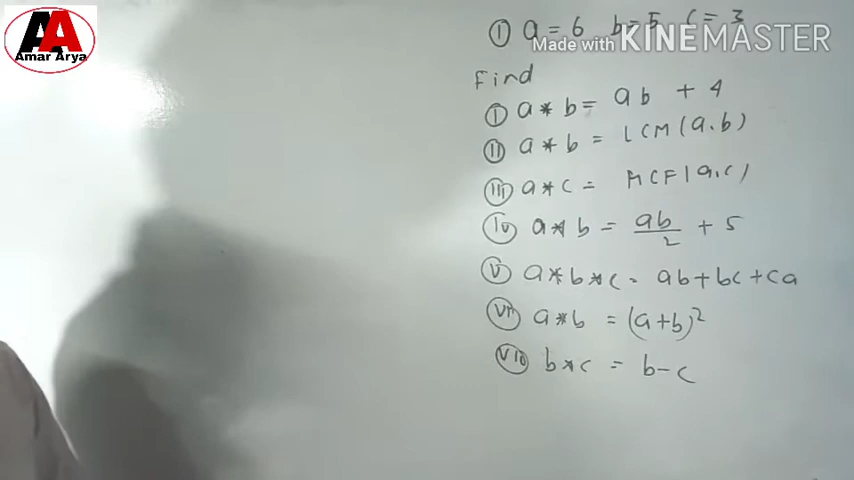 AA
Amar Arya
① a = 6 b = 5 c = 3
Made with KINEMASTER
Find
ⓘ a * b = ab + 4
ⓘⓘ a * b = LCM(a.b)
(iii) a * c = HCF(a,c)
(iv) a * b = ab/2 + 5
(v) a * b * c = ab + bc + ca
(vi) a * b = (a+b)²
(vii) b * c = b - c